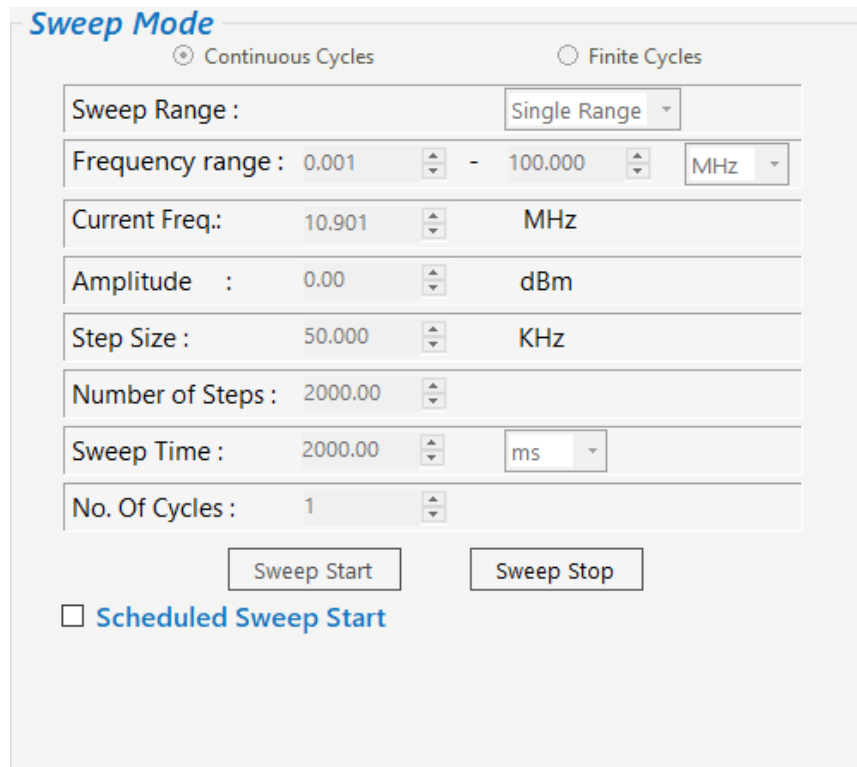 Sweep Mode
Continuous Cycles Finite Cycles
Sweep Range : Single Range
Frequency range : 0.001 - 100.000 MHz
Current Freq.: 10.901 MHz
Amplitude : 0.00 dBm
Step Size : 50.000 KHz
Number of Steps : 2000.00
Sweep Time : 2000.00 ms
No. Of Cycles : 1
Sweep Start Sweep Stop
Scheduled Sweep Start